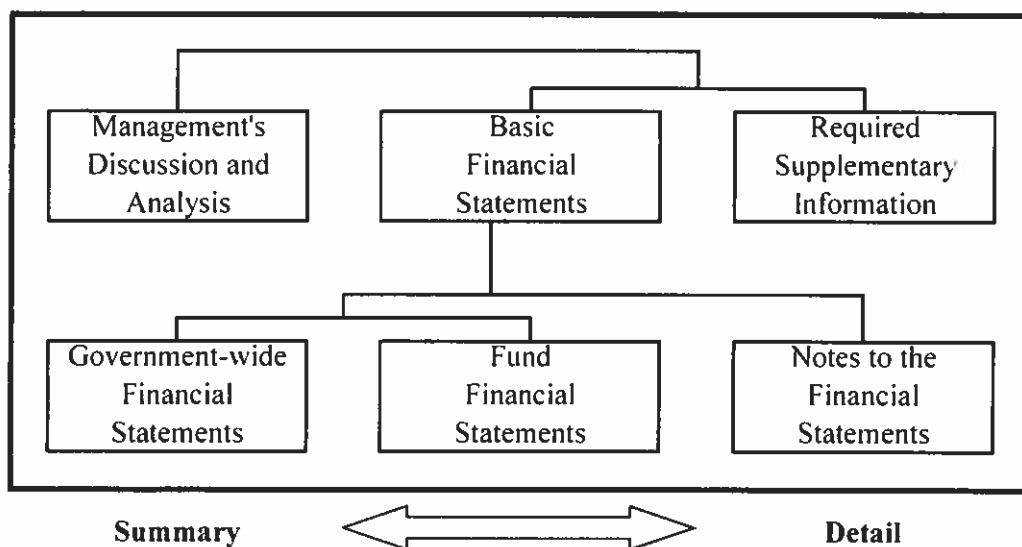 Management's
Discussion and
Analysis
Basic
Financial
Statements
Required
Supplementary
Information
Government-wide
Financial
Statements
Fund
Financial
Statements
Notes to the
Financial
Statements
Summary
Detail